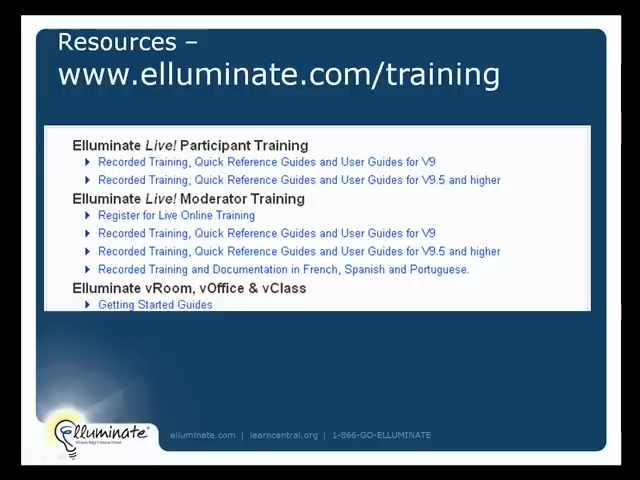 Resources –
www.elluminate.com/training
Elluminate Live! Participant Training
Recorded Training, Quick Reference Guides and User Guides for V9
Recorded Training, Quick Reference Guides and User Guides for V9.5 and higher
Elluminate Live! Moderator Training
Register for Live Online Training
Recorded Training, Quick Reference Guides and User Guides for V9
Recorded Training, Quick Reference Guides and User Guides for V9.5 and higher
Recorded Training and Documentation in French, Spanish and Portuguese.
Elluminate vRoom, vOffice & vClass
Getting Started Guides
elluminate
elluminate.com | learncentral.org | 1-866-GO-ELLUMINATE